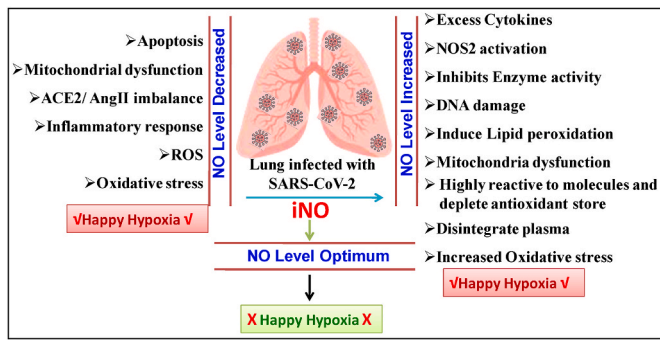 ➢Apoptosis
➢Mitochondrial dysfunction
➢ACE2/ AngII imbalance
➢Inflammatory response
➢ROS
➢Oxidative stress
√Happy Hypoxia √
NO Level Decreased
Lung infected with
SARS-CoV-2
iNO
NO Level Increased
➢Excess Cytokines
➢NOS2 activation
➢Inhibits Enzyme activity
➢DNA damage
➢Induce Lipid peroxidation
➢Mitochondria dysfunction
➢Highly reactive to molecules and
deplete antioxidant store
➢Disintegrate plasma
➢Increased Oxidative stress
√Happy Hypoxia √
NO Level Optimum
X Happy Hypoxia X